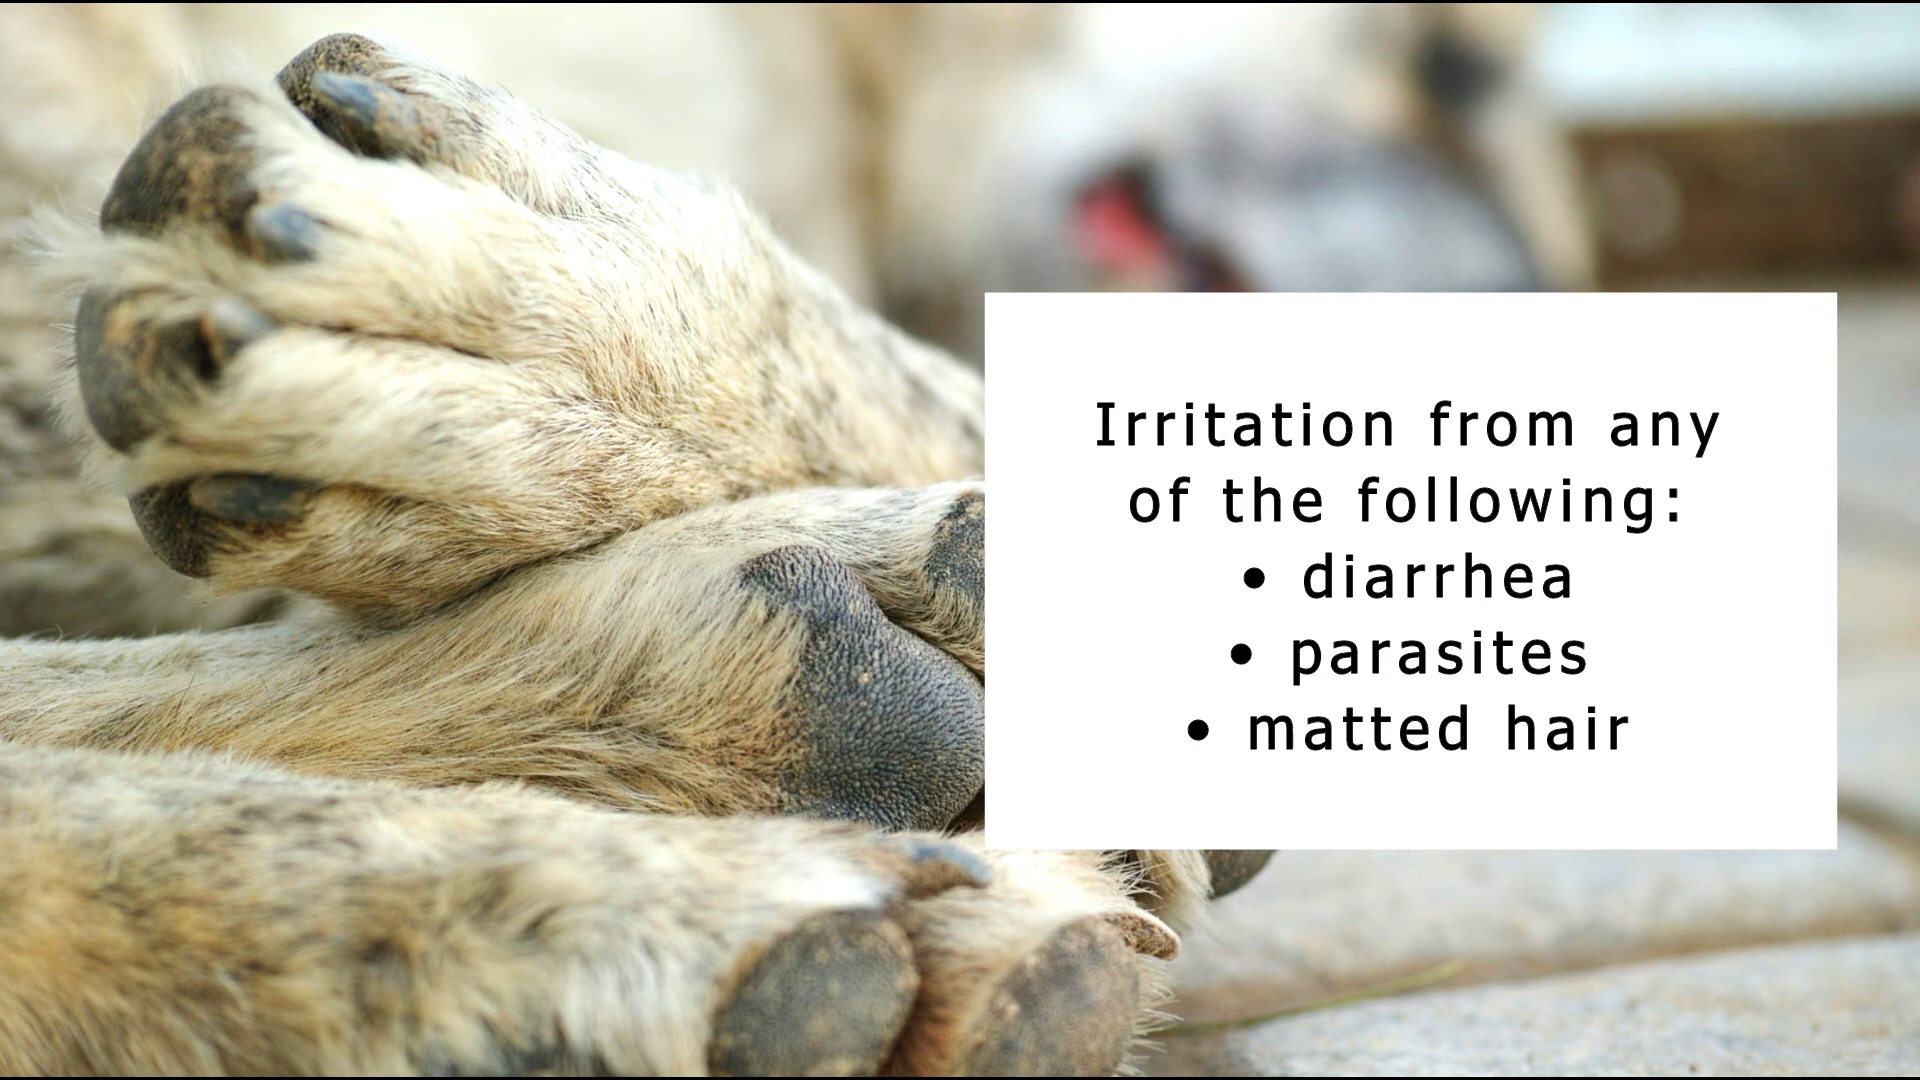 Irritation from any
of the following:
• diarrhea
• parasites
• matted hair